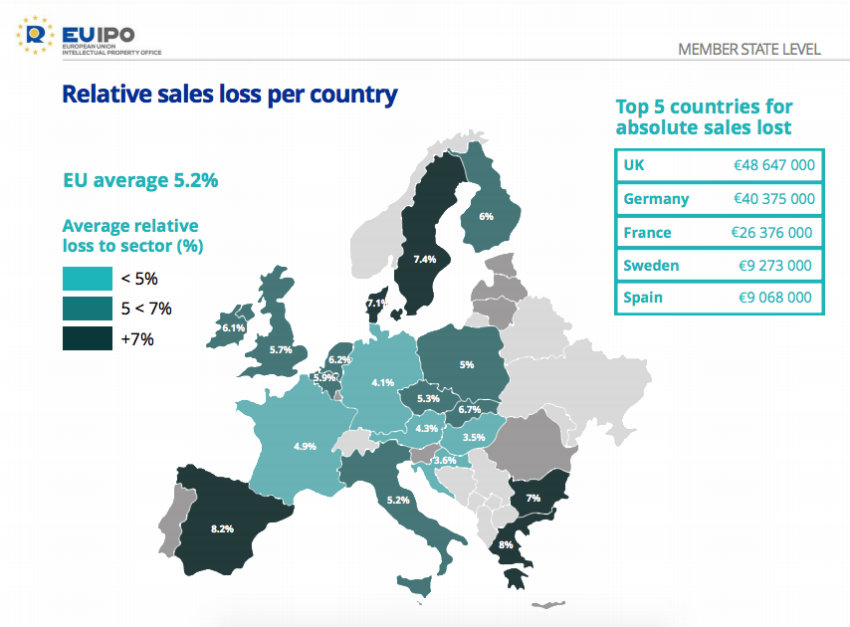 EUIPO
EUROPEAN UNION
INTELLECTUAL PROPERTY OFFICE
MEMBER STATE LEVEL
Relative sales loss per country
Top 5 countries for
absolute sales lost
UK €48 647 000
Germany €40 375 000
France €26 376 000
Sweden €9 273 000
Spain €9 068 000
EU average 5.2%
Average relative
loss to sector (%)
< 5%
5 < 7%
+7%
6%
7.4%
7.1%
6.1%
5.7%
6.2%
5.9%
4.1%
5%
5.3%
6.7%
4.3%
3.5%
4.9%
3.6%
5.2%
8.2%
7%
8%